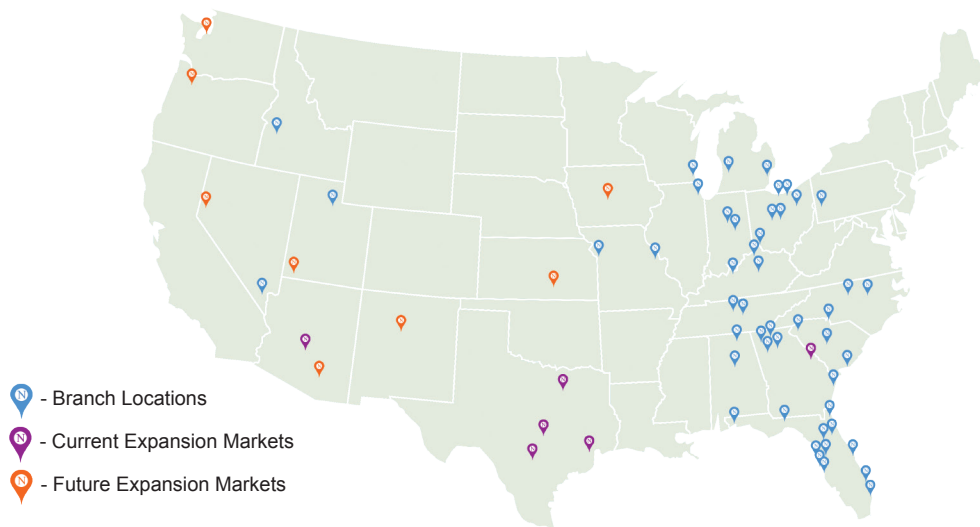 N - Branch Locations
N - Current Expansion Markets
N - Future Expansion Markets